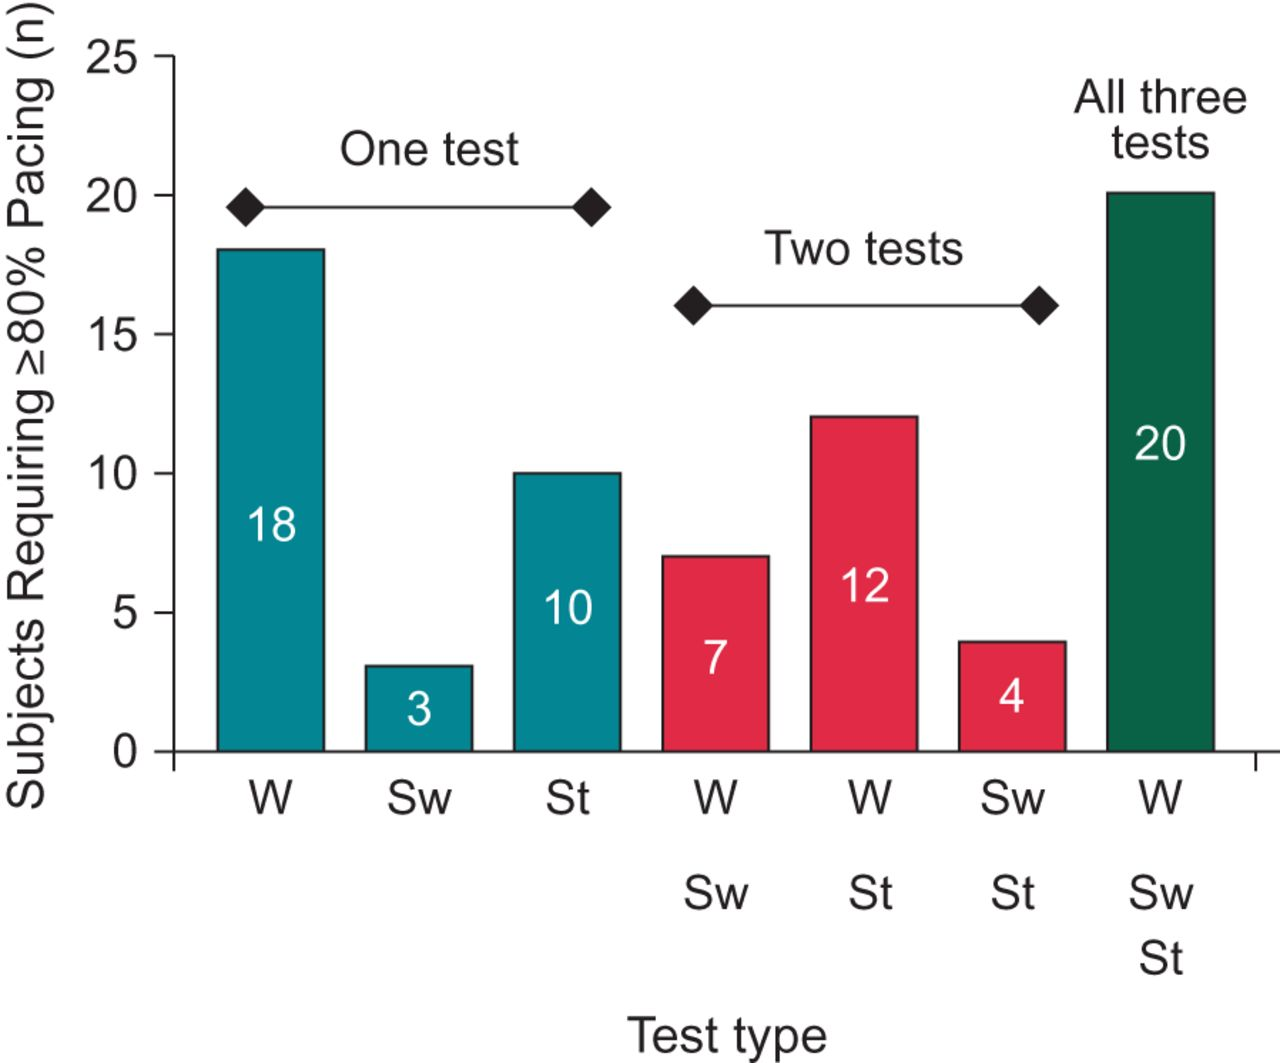 Subjects Requiring ≥80% Pacing (n)
25
20
15
10
5
0
One test
Two tests
All three
tests
18
3
10
7
12
4
20
W Sw St W W Sw W
Sw St St Sw
St
Test type